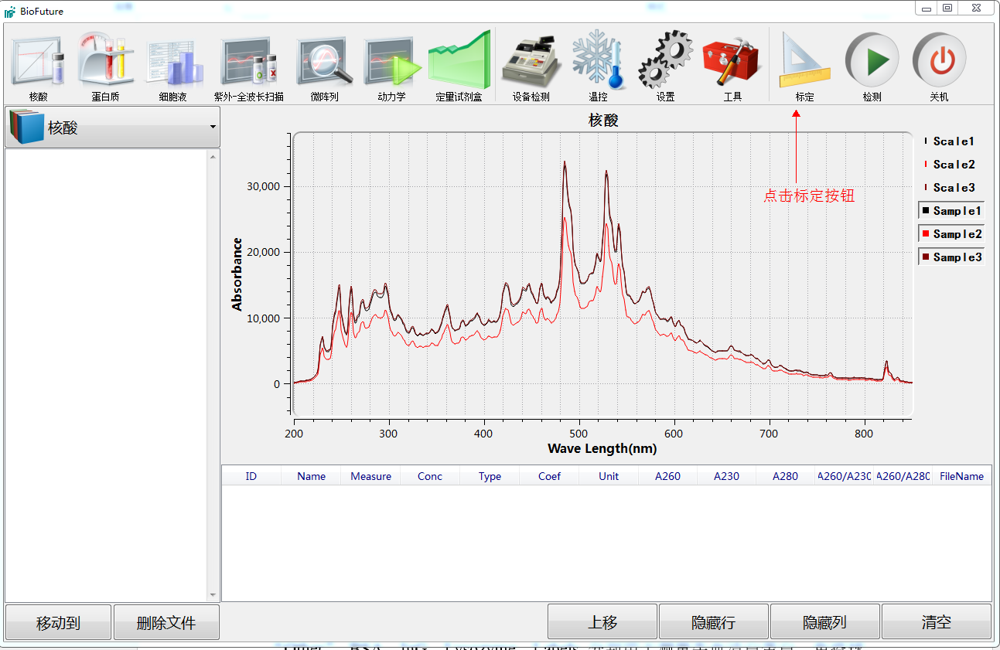 BioFuture
核酸
蛋白质
细胞液
紫外-全波长扫描
微阵列
动力学
定量试剂盒
设备检测
温控
设置
工具
标定
检测
关机
核酸
核酸
Scale1
Scale2
Scale3
Sample1
Sample2
Sample3
点击标定按钮
30,000
20,000
10,000
0
Absorbance
200 300 400 500 600 700 800
Wave Length(nm)
ID Name Measure Conc Type Coef Unit A260 A230 A280 A260/A230 A260/A280 FileName
移动到
删除文件
上移
隐藏行
隐藏列
清空